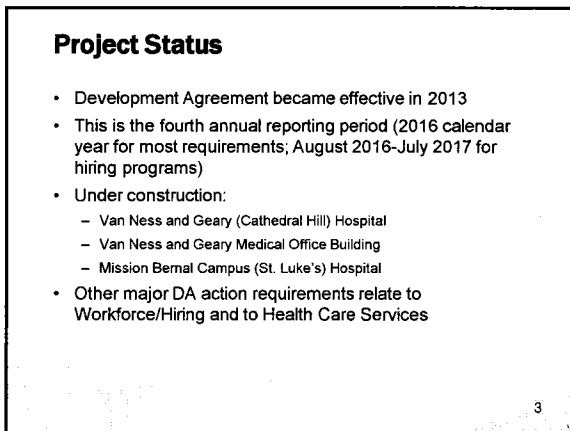 Project Status
• Development Agreement became effective in 2013
• This is the fourth annual reporting period (2016 calendar
year for most requirements; August 2016-July 2017 for
hiring programs)
• Under construction:
– Van Ness and Geary (Cathedral Hill) Hospital
– Van Ness and Geary Medical Office Building
– Mission Bernal Campus (St. Luke's) Hospital
• Other major DA action requirements relate to
Workforce/Hiring and to Health Care Services
3